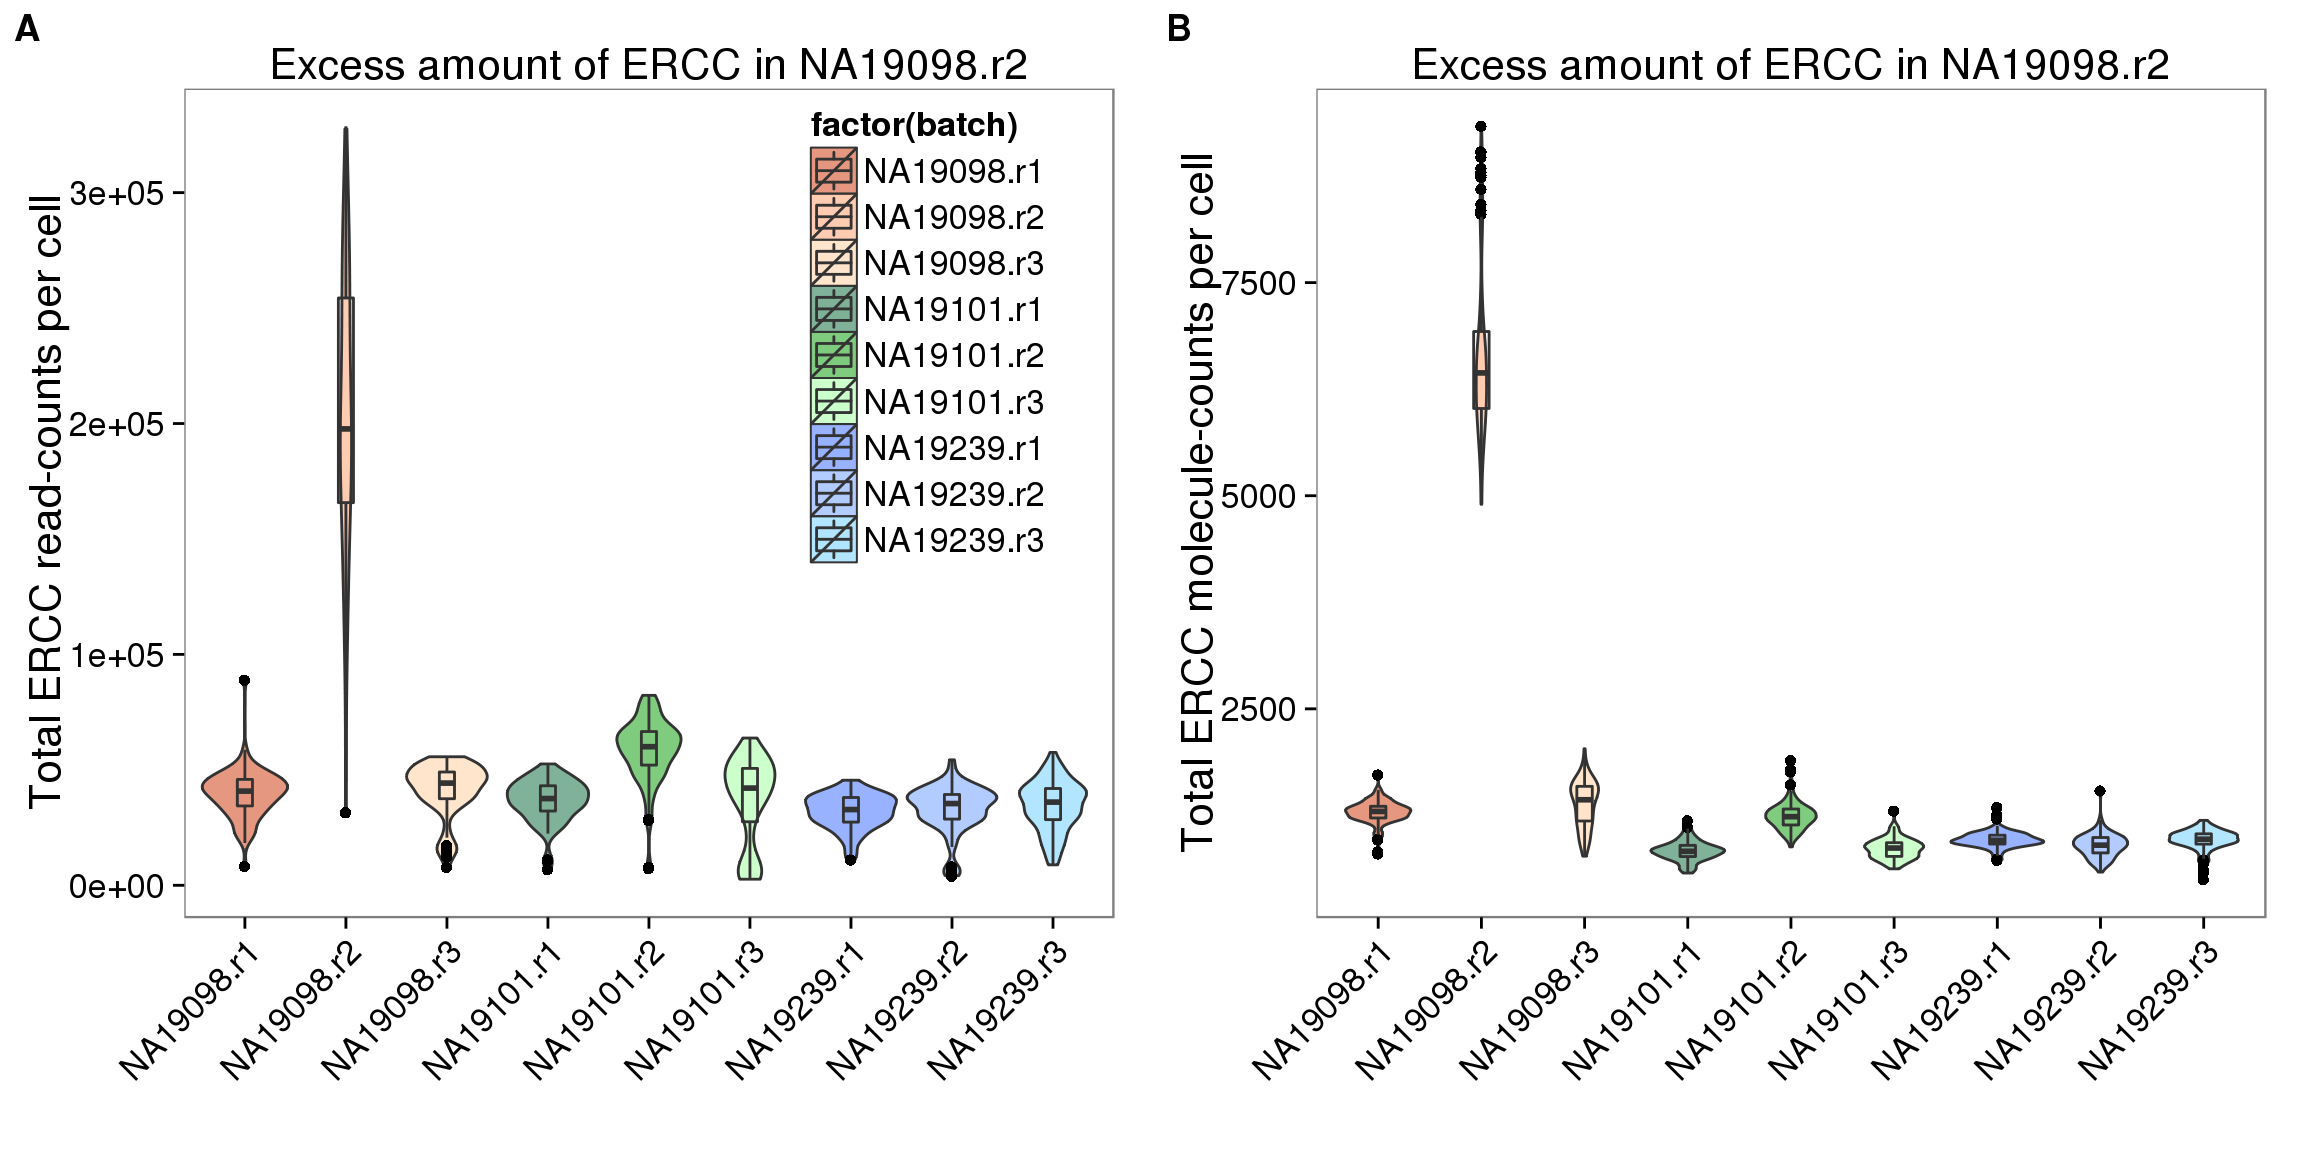 A
Excess amount of ERCC in NA19098.r2
Total ERCC read-counts per cell
3e+05
2e+05
1e+05
0e+00
factor(batch)
NA19098.r1
NA19098.r2
NA19098.r3
NA19101.r1
NA19101.r2
NA19101.r3
NA19239.r1
NA19239.r2
NA19239.r3
NA19098.r1
NA19098.r2
NA19098.r3
NA19101.r1
NA19101.r2
NA19101.r3
NA19239.r1
NA19239.r2
NA19239.r3
B
Excess amount of ERCC in NA19098.r2
Total ERCC molecule-counts per cell
7500
5000
2500
NA19098.r1
NA19098.r2
NA19098.r3
NA19101.r1
NA19101.r2
NA19101.r3
NA19239.r1
NA19239.r2
NA19239.r3